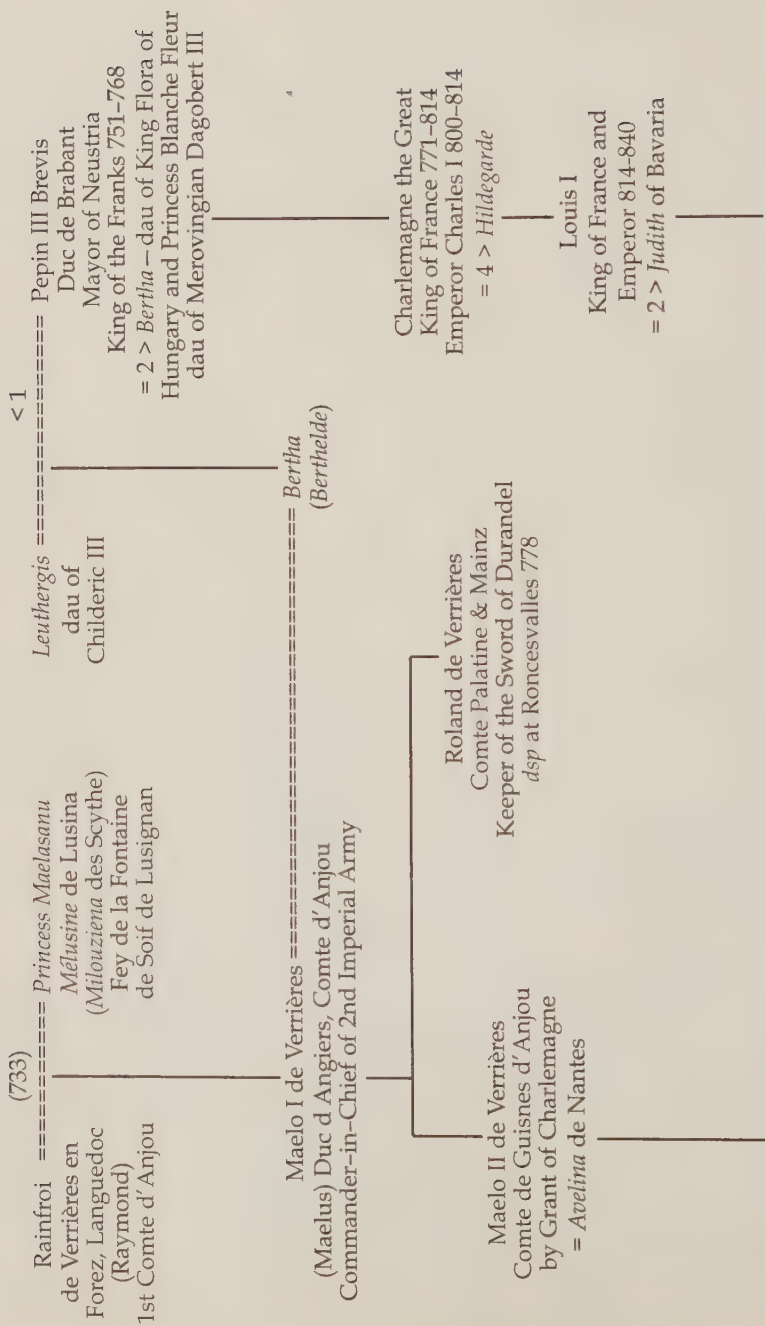 (733)
Rainfroi =========== Princess Maelasanu
de Verrières en
Forez, Languedoc
(Raymond)
1st Comte d'Anjou
Mélusine de Lusina
(Milouziena des Scythe)
Fey de la Fontaine
de Soif de Lusignan
< 1
Leuthergis ================== Pepin III Brevis
dau of
Childeric III
Duc de Brabant
Mayor of Neustria
King of the Franks 751–768
= 2 > Bertha – dau of King Flora of
Hungary and Princess Blanche Fleur
dau of Merovingian Dagobert III
Maelo I de Verrières ================================== Bertha
(Maelus) Duc d Angiers, Comte d'Anjou
Commander–in–Chief of 2nd Imperial Army
(Berthelde)
Charlemagne the Great
King of France 771–814
Emperor Charles I 800–814
= 4 > Hildegarde
Maelo II de Verrières
Comte de Guisnes d'Anjou
by Grant of Charlemagne
= Avelina de Nantes
Roland de Verrières
Comte Palatine & Mainz
Keeper of the Sword of Durandel
dsp at Roncesvalles 778
Louis I
King of France and
Emperor 814-840
= 2 > Judith of Bavaria